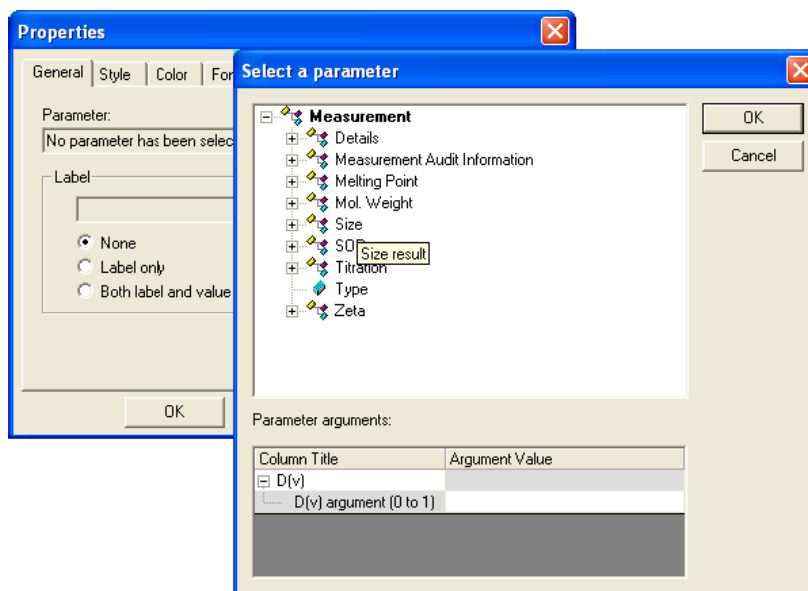 Properties
General Style Color
Parameter:
No parameter has been selec
Label
None
Label only
Both label and value
OK
Select a parameter
Measurement
Details
Measurement Audit Information
Melting Point
Mol. Weight
Size
Size result
Titration
Type
Zeta
OK
Cancel
Parameter arguments:
Column Title Argument Value
D(v)
D(v) argument (0 to 1)